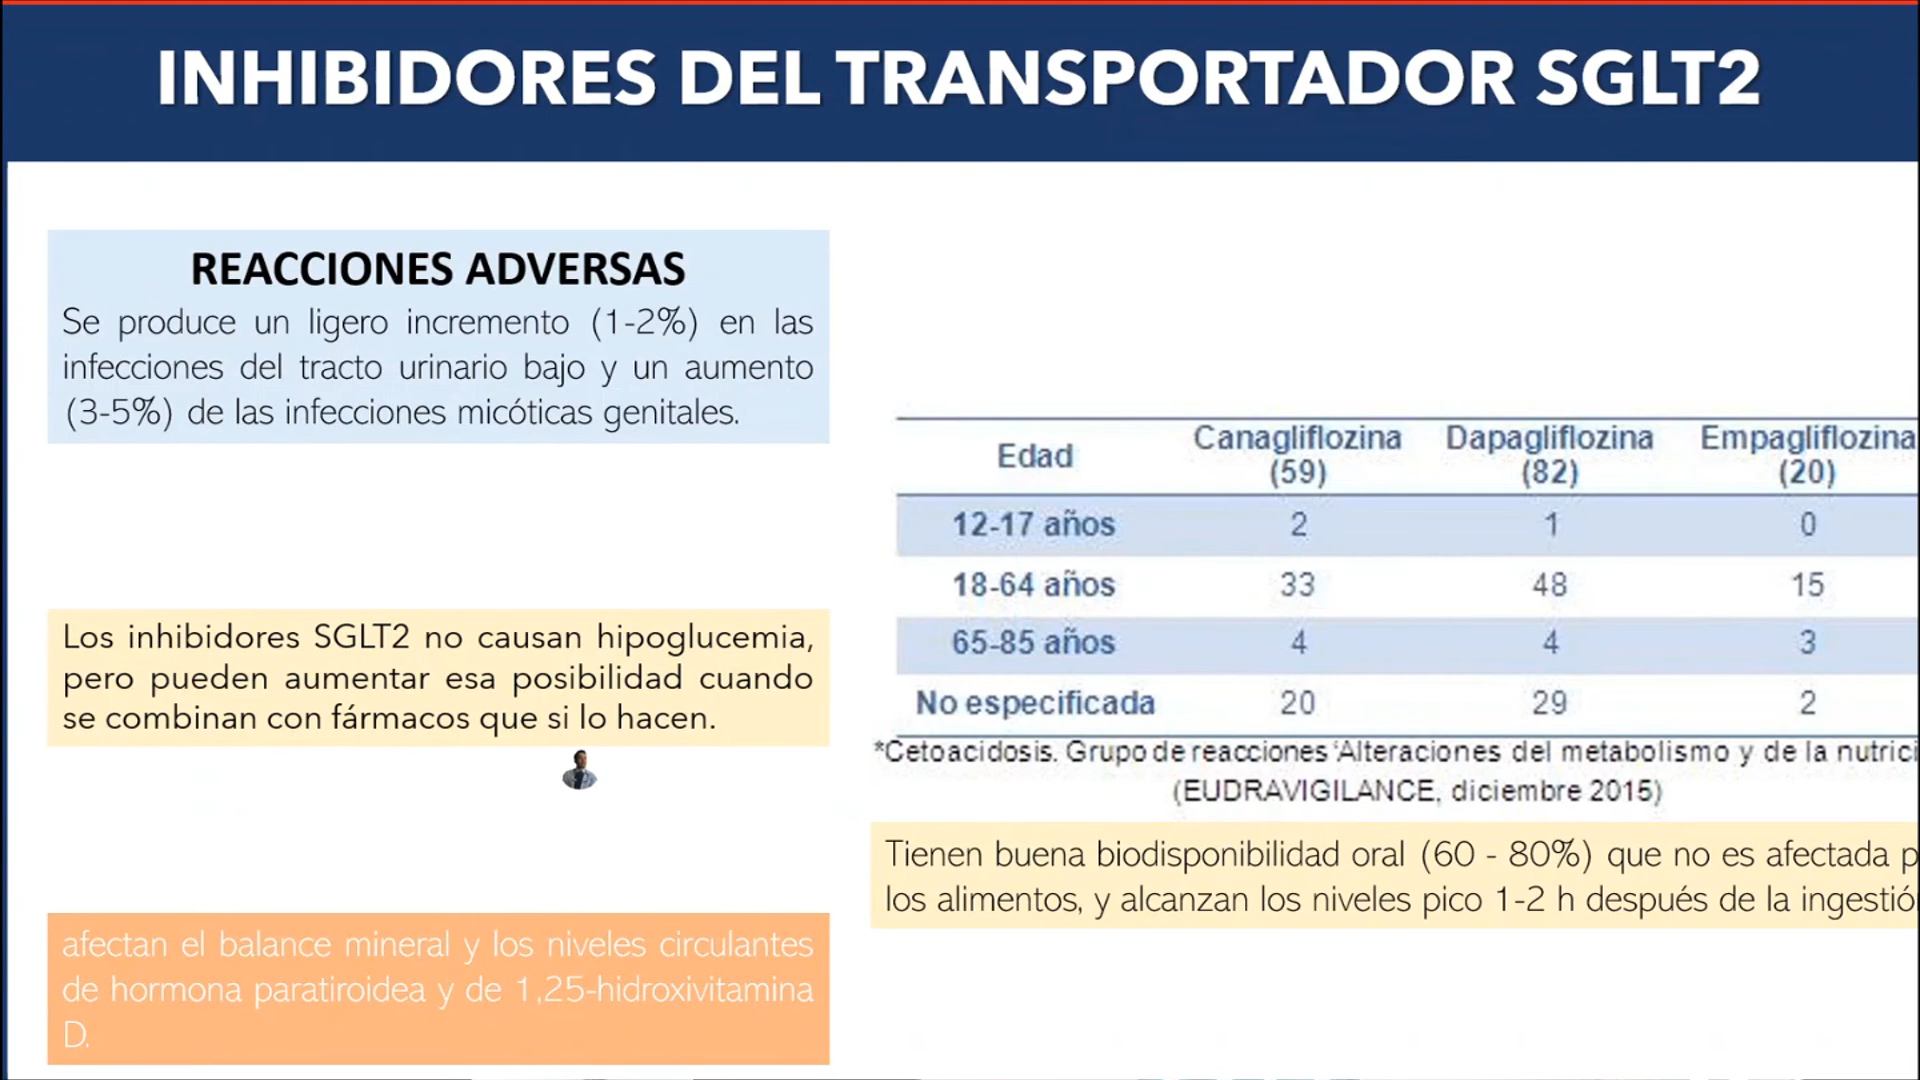 INHIBIDORES DEL TRANSPORTADOR SGLT2
REACCIONES ADVERSAS
Se produce un ligero incremento (1-2%) en las
infecciones del tracto urinario bajo y un aumento
(3-5%) de las infecciones micóticas genitales.
Los inhibidores SGLT2 no causan hipoglucemia,
pero pueden aumentar esa posibilidad cuando
se combinan con fármacos que si lo hacen.
afectan el balance mineral y los niveles circulantes
de hormona paratiroidea y de 1,25-hidroxivitamina
D.
Edad Canagliflozina (59) Dapagliflozina (82) Empagliflozina (20)
12-17 años 2 1 0
18-64 años 33 48 15
65-85 años 4 4 3
No especificada 20 29 2
*Cetoacidosis. Grupo de reacciones ‘Alteraciones del metabolismo y de la nutrici
(EUDRAVIGILANCE, diciembre 2015)
Tienen buena biodisponibilidad oral (60 - 80%) que no es afectada p
los alimentos, y alcanzan los niveles pico 1-2 h después de la ingestió